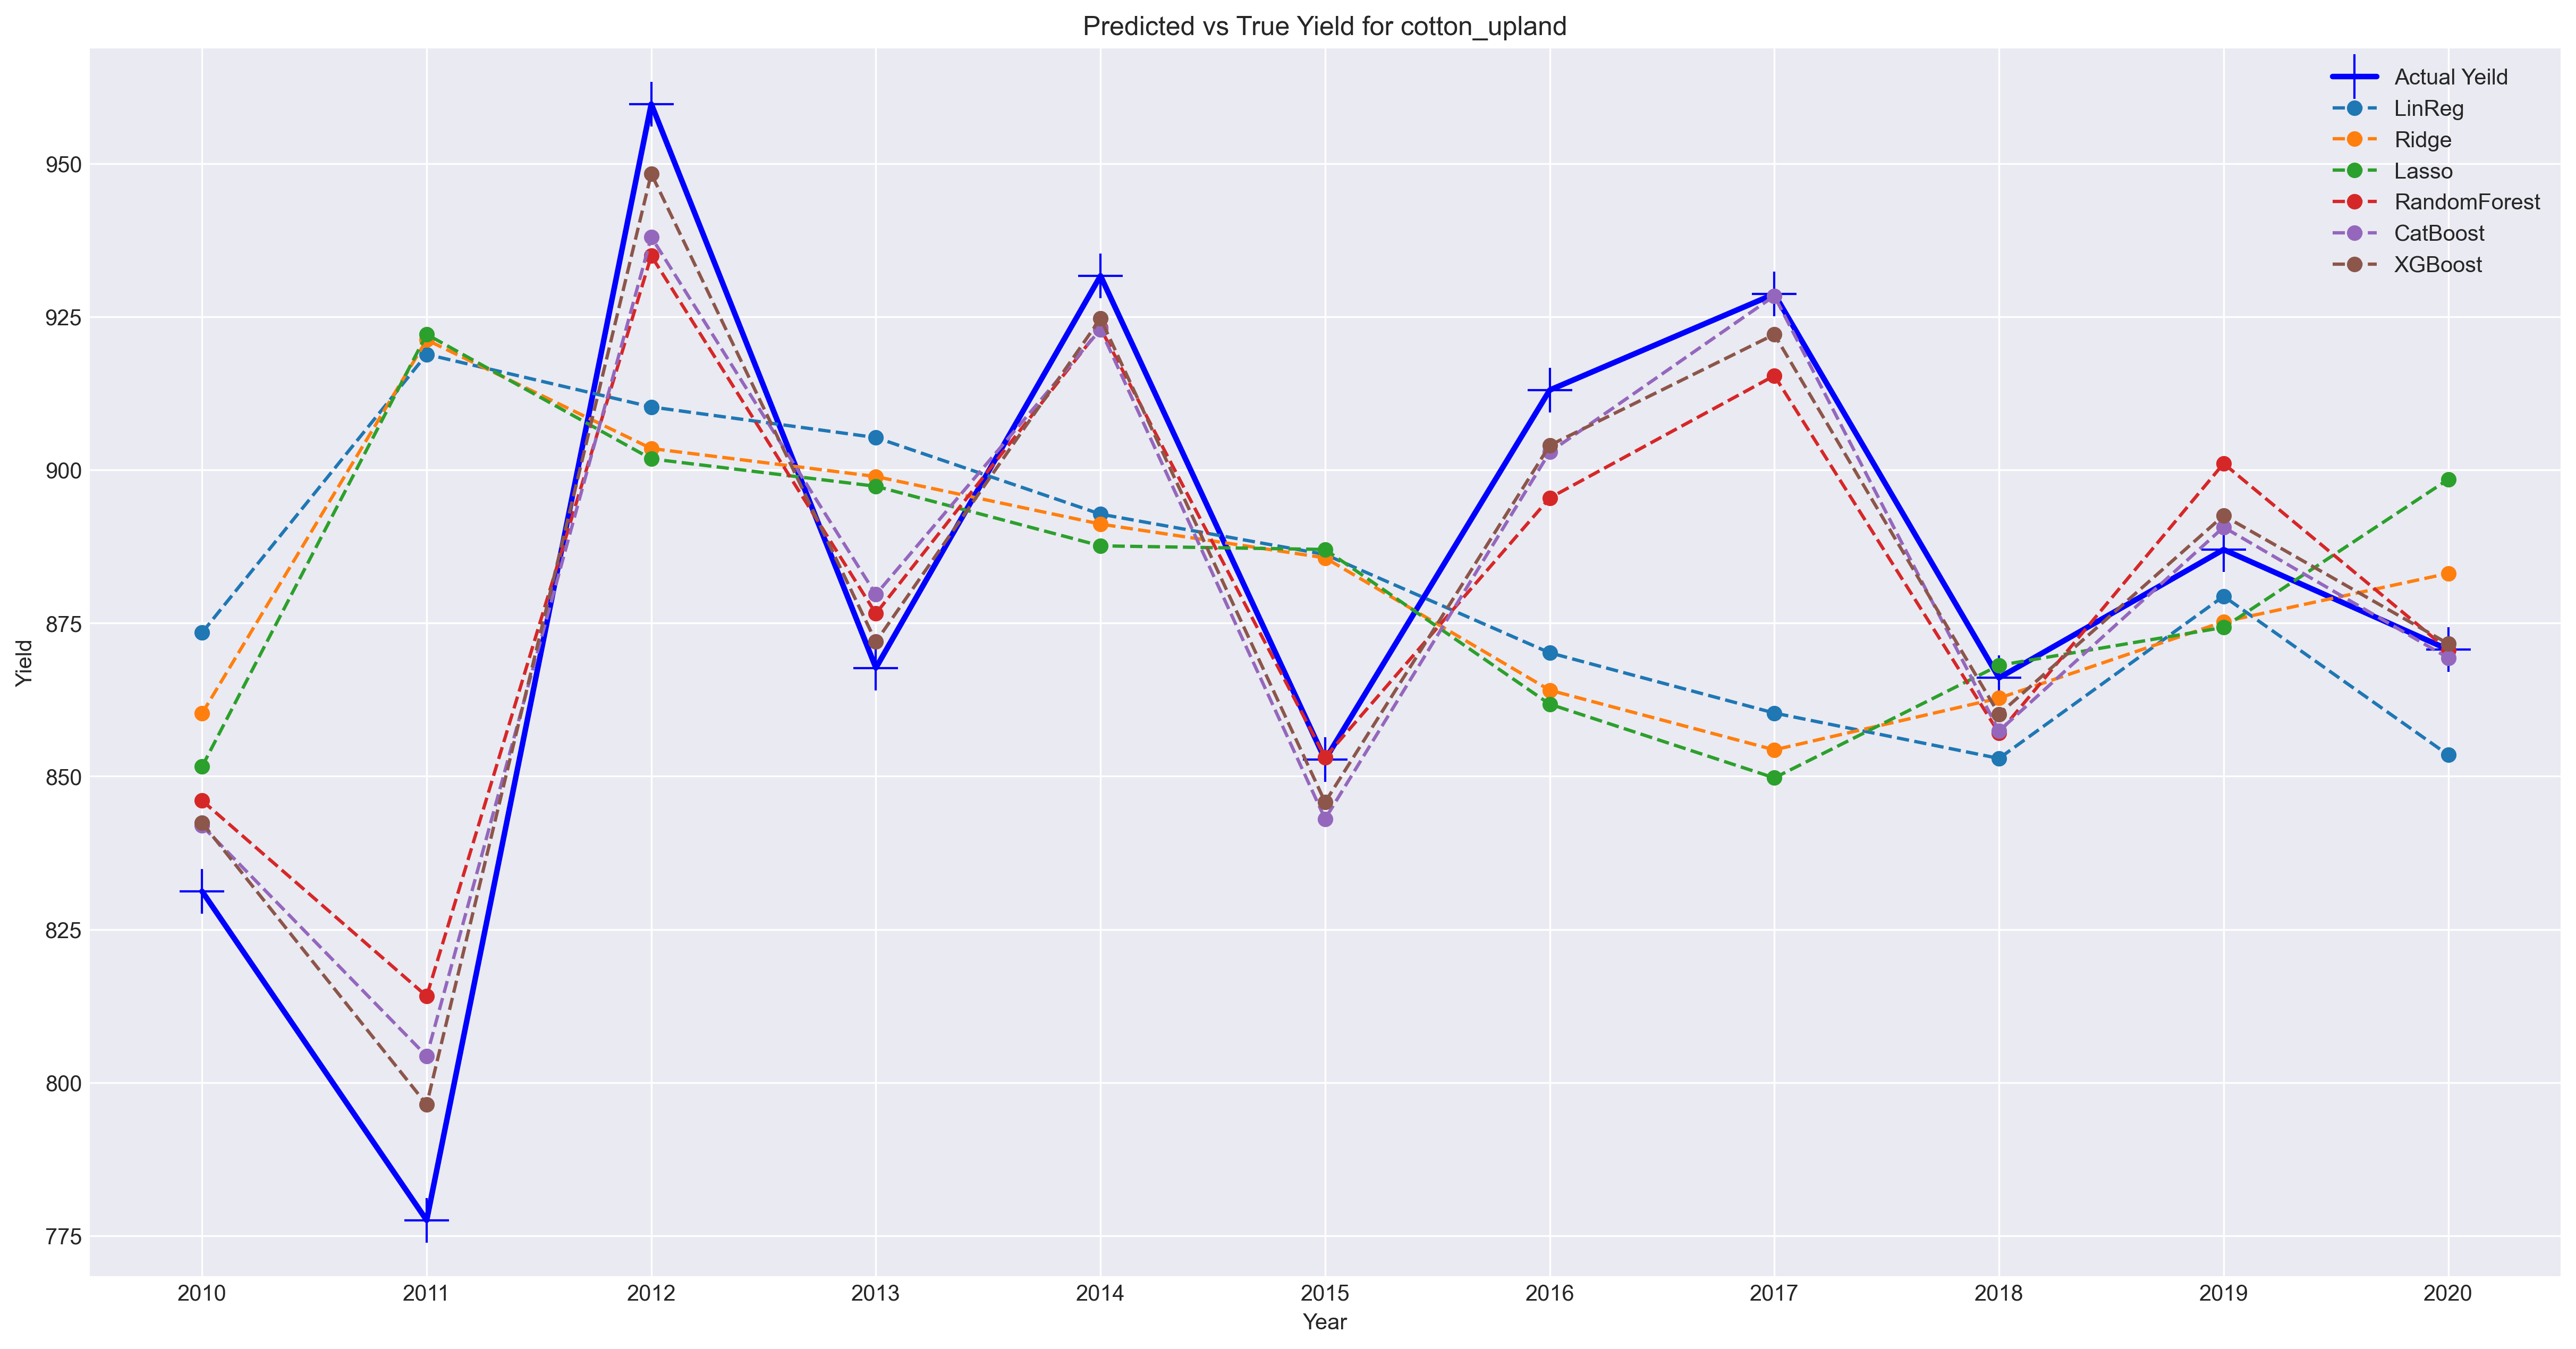 Predicted vs True Yield for cotton_upland
Actual Yeild
LinReg
Ridge
Lasso
RandomForest
CatBoost
XGBoost
Yield
950
925
900
875
850
825
800
775
2010 2011 2012 2013 2014 2015 2016 2017 2018 2019 2020
Year